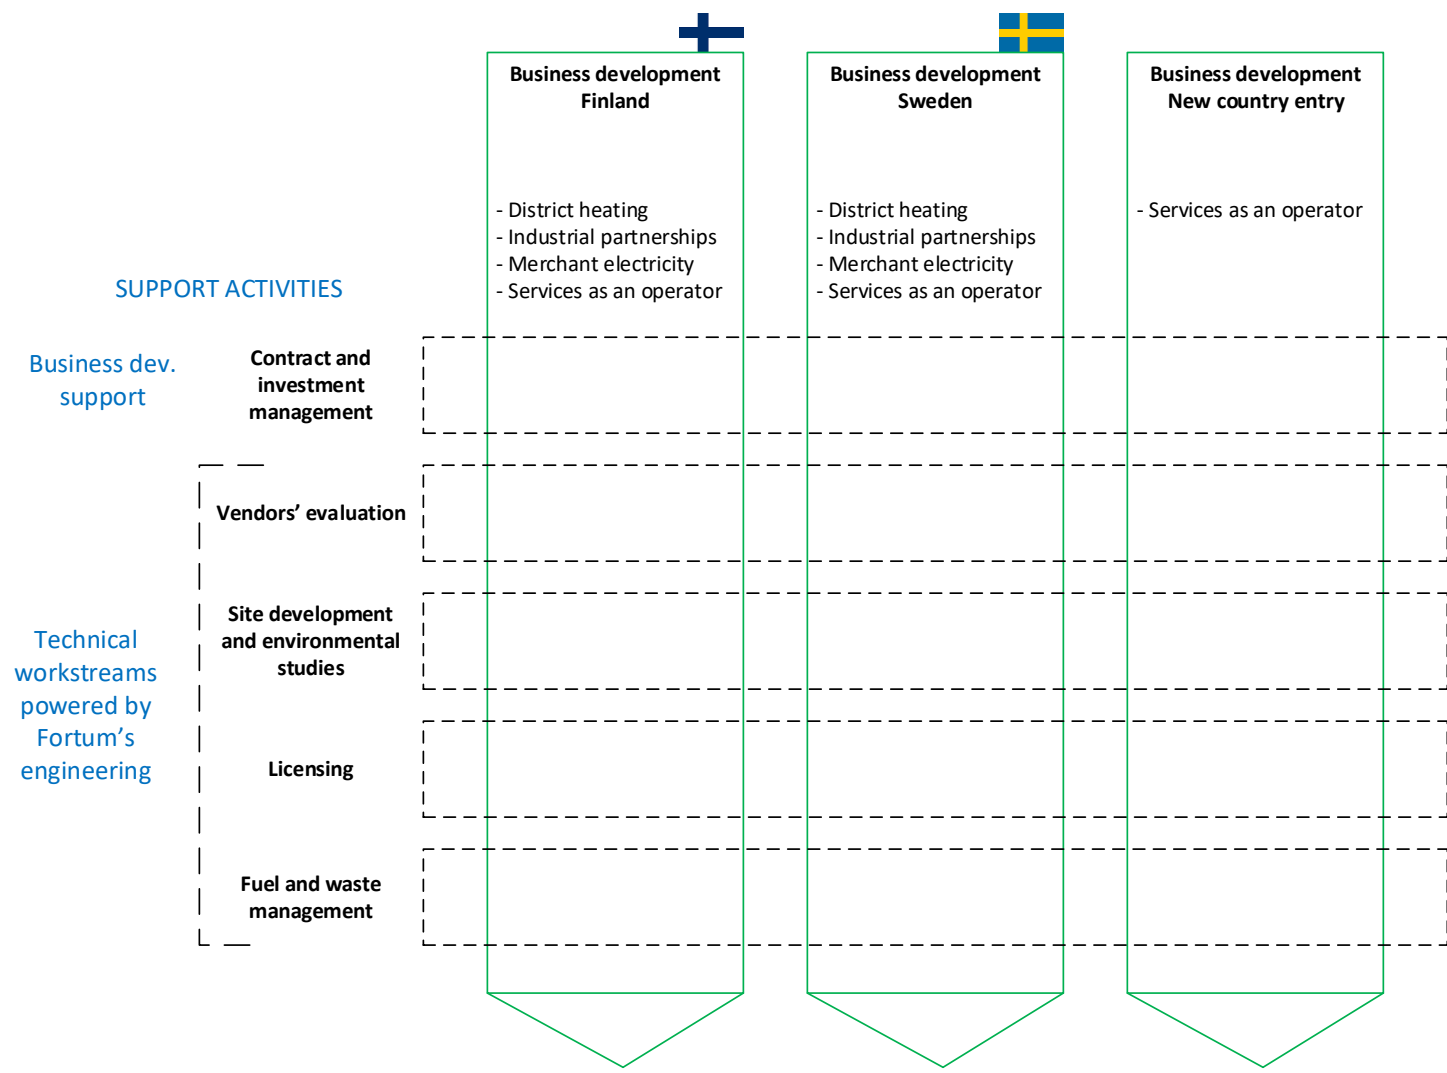 Business development
Finland
Business development
Sweden
Business development
New country entry
- District heating
- Industrial partnerships
- Merchant electricity
- Services as an operator
- District heating
- Industrial partnerships
- Merchant electricity
- Services as an operator
- Services as an operator
SUPPORT ACTIVITIES
Business dev.
support
Contract and
investment
management
Technical
workstreams
powered by
Fortum’s
engineering
Vendors’ evaluation
Site development
and environmental
studies
Licensing
Fuel and waste
management